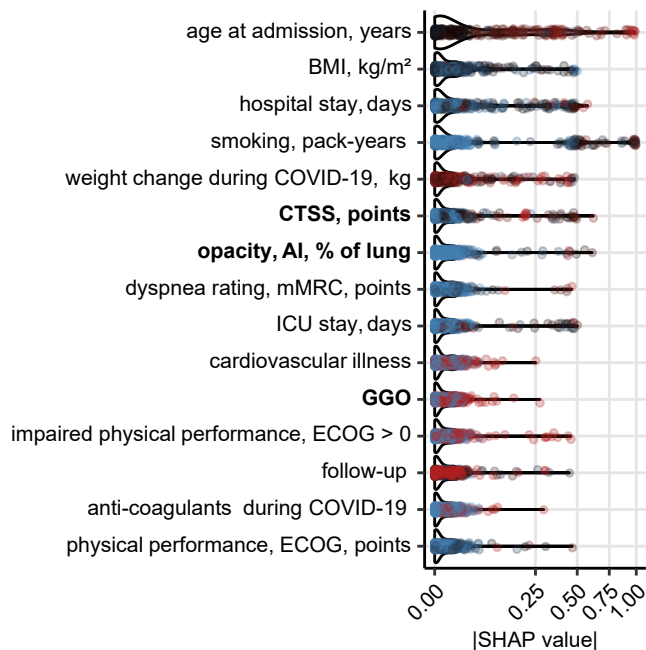 age at admission, years
BMI, kg/m²
hospital stay, days
smoking, pack-years
weight change during COVID-19, kg
CTSS, points
opacity, AI, % of lung
dyspnea rating, mMRC, points
ICU stay, days
cardiovascular illness
GGO
impaired physical performance, ECOG > 0
follow-up
anti-coagulants during COVID-19
physical performance, ECOG, points
0.00 0.25 0.50 0.75 1.00
|SHAP value|